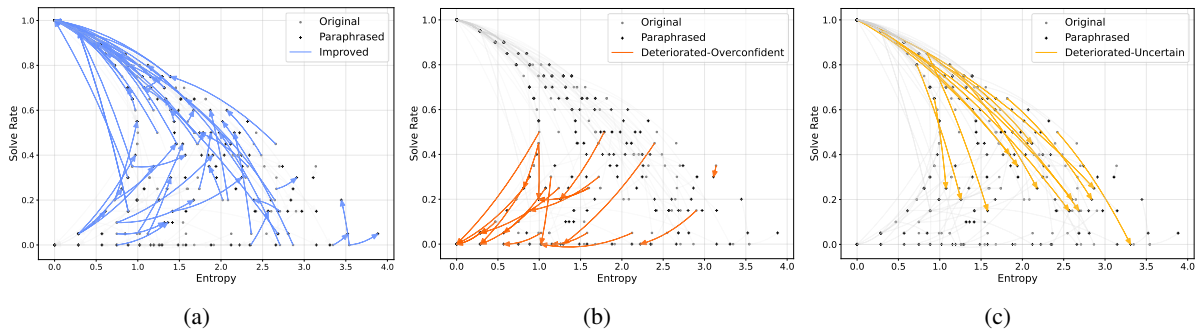 Original
Paraphrased
Improved
Solve Rate
1.0
0.8
0.6
0.4
0.2
0.0
0.0 0.5 1.0 1.5 2.0 2.5 3.0 3.5 4.0
Entropy
(a)
Original
Paraphrased
Deteriorated-Overconfident
Solve Rate
1.0
0.8
0.6
0.4
0.2
0.0
0.0 0.5 1.0 1.5 2.0 2.5 3.0 3.5 4.0
Entropy
(b)
Original
Paraphrased
Deteriorated-Uncertain
Solve Rate
1.0
0.8
0.6
0.4
0.2
0.0
0.0 0.5 1.0 1.5 2.0 2.5 3.0 3.5 4.0
Entropy
(c)